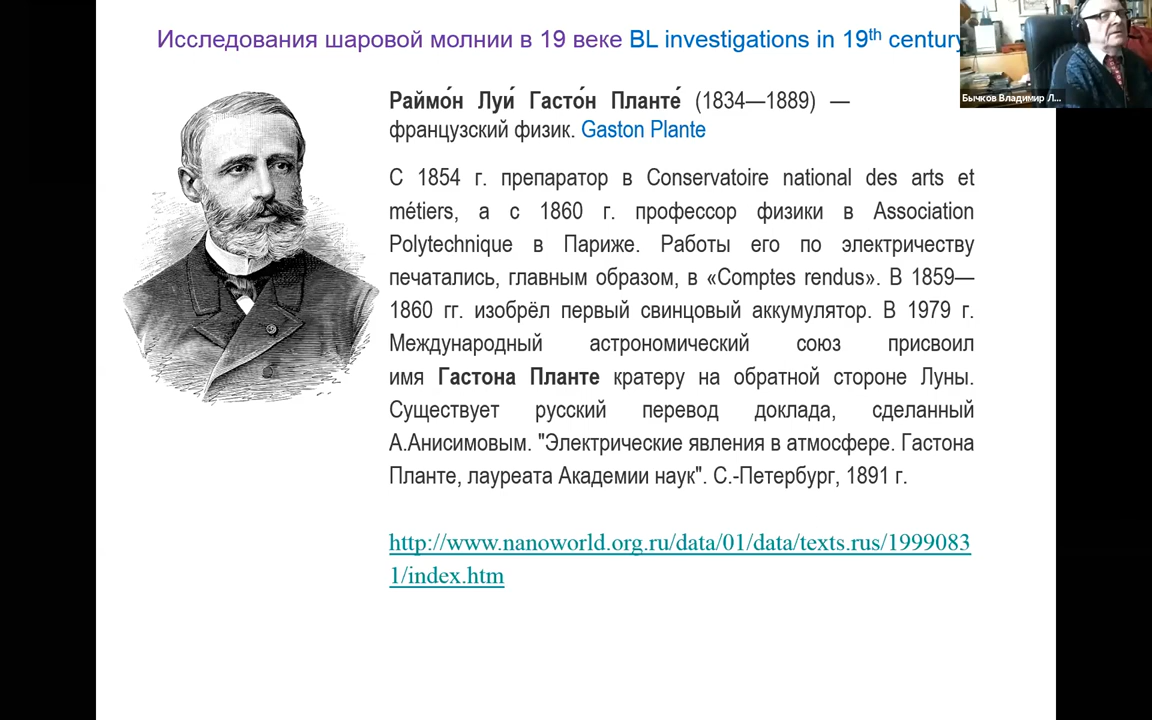 Исследования шаровой молнии в 19 веке BL investigations in 19th century
Бычков Владимир Л...
Раймо́н Луи́ Гасто́н Планте́ (1834—1889) —
французский физик. Gaston Plante
С 1854 г. препаратор в Conservatoire national des arts et
métiers, а с 1860 г. профессор физики в Association
Polytechnique в Париже. Работы его по электричеству
печатались, главным образом, в «Comptes rendus». В 1859—
1860 гг. изобрёл первый свинцовый аккумулятор. В 1979 г.
Международный астрономический союз присвоил
имя Гастона Планте кратеру на обратной стороне Луны.
Существует русский перевод доклада, сделанный
А.Анисимовым. "Электрические явления в атмосфере. Гастона
Планте, лауреата Академии наук". С.-Петербург, 1891 г.
http://www.nanoworld.org.ru/data/01/data/texts.rus/1999083
1/index.htm